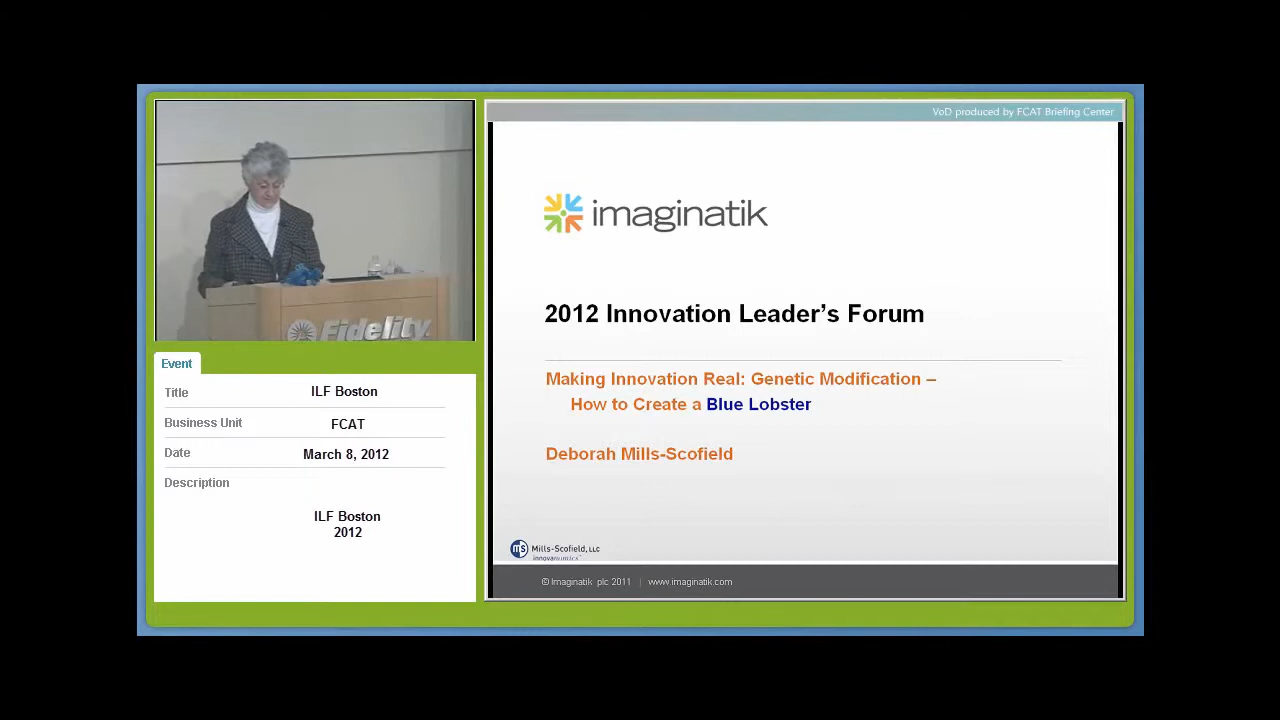 VoD produced by FCAT Briefing Center
imaginatik
2012 Innovation Leader's Forum
Making Innovation Real: Genetic Modification –
How to Create a Blue Lobster
Deborah Mills-Scofield
ms Mills-Scofield, LLC
innovanomics™
© Imaginatik plc 2011 | www.imaginatik.com
Fidelity
Event
Title ILF Boston
Business Unit FCAT
Date March 8, 2012
Description
ILF Boston
2012